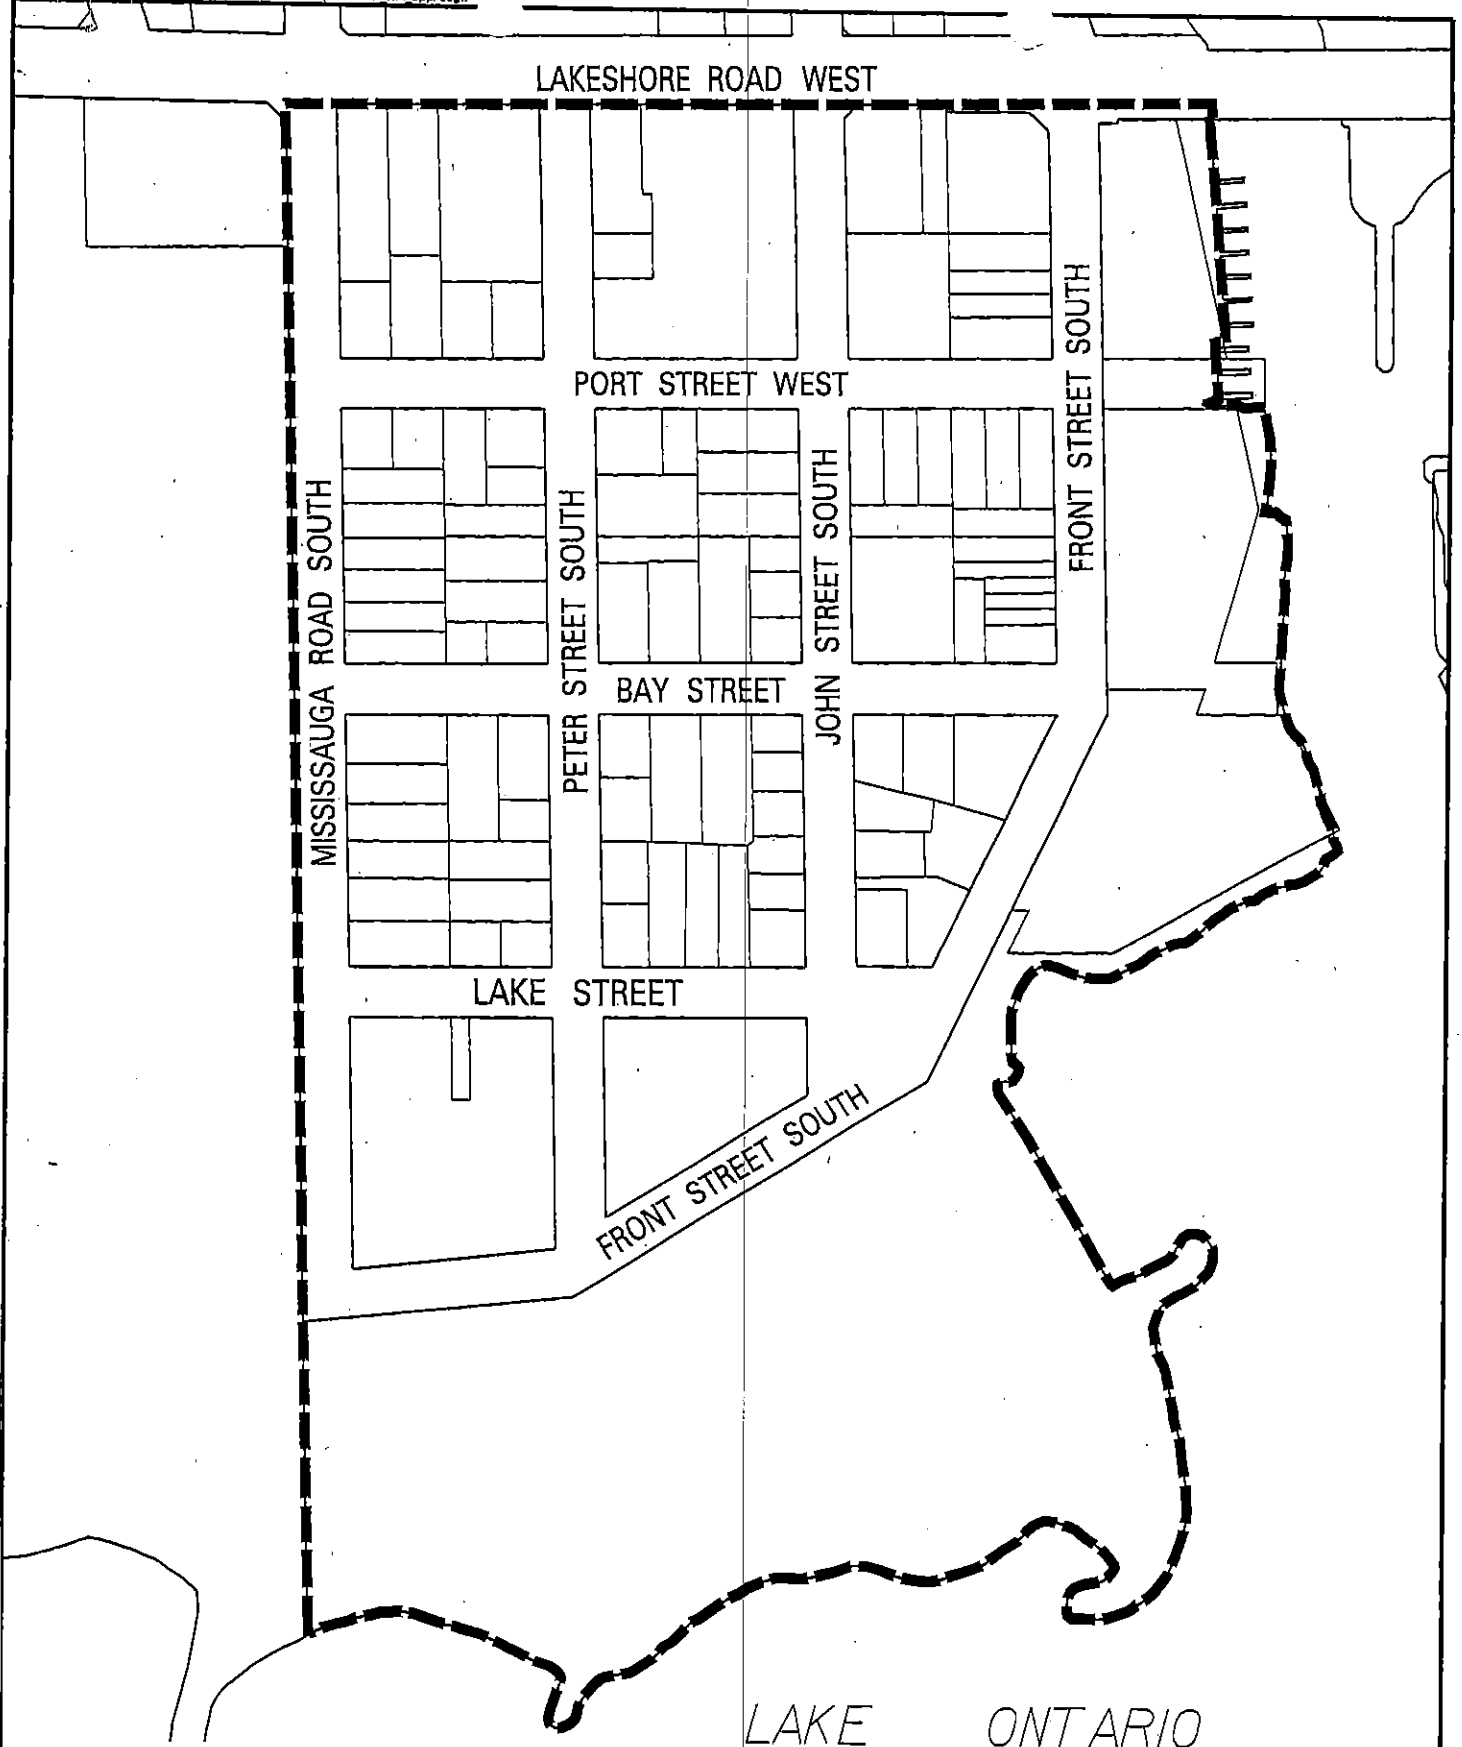 LAKESHORE ROAD WEST
PORT STREET WEST
FRONT STREET SOUTH
MISSISSAUGA ROAD SOUTH
PETER STREET SOUTH
JOHN STREET SOUTH
BAY STREET
LAKE STREET
FRONT STREET SOUTH
LAKE ONTARIO